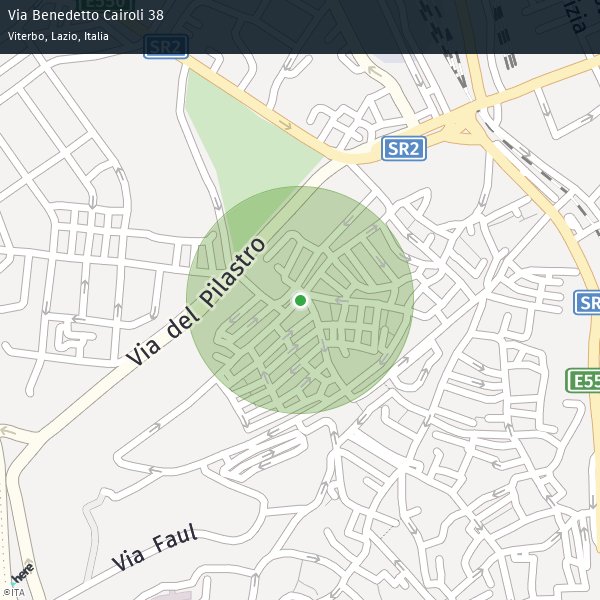 Via Benedetto Cairoli 38
Viterbo, Lazio, Italia
SR2
SR2
Via del Pilastro
SR
E55
Via Faul
here
©ITA